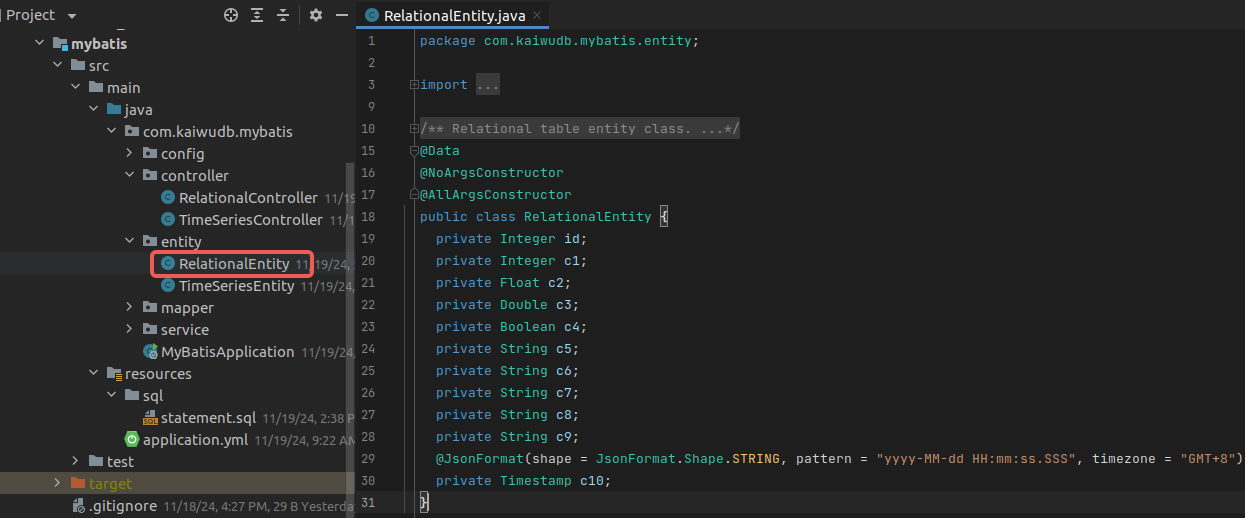 Project
mybatis
src
main
java
com.kaiwudb.mybatis
config
controller
RelationalController 11/19
TimeSeriesController 11/1
entity
RelationalEntity 11/19/24,
TimeSeriesEntity 11/19/24,
mapper
service
MyBatisApplication 11/19/24,
resources
sql
statement.sql 11/19/24, 2:38 P
application.yml 11/19/24, 9:22 AM
test
target
.gitignore 11/18/24, 4:27 PM, 29 B Yesterda
RelationalEntity.java
1 package com.kaiwudb.mybatis.entity;
2
3 import ...
9
10 /** Relational table entity class. ...*/
15 @Data
16 @NoArgsConstructor
17 @AllArgsConstructor
18 public class RelationalEntity {
19 private Integer id;
20 private Integer c1;
21 private Float c2;
22 private Double c3;
23 private Boolean c4;
24 private String c5;
25 private String c6;
26 private String c7;
27 private String c8;
28 private String c9;
29 @JsonFormat(shape = JsonFormat.Shape.STRING, pattern = "yyyy-MM-dd HH:mm:ss.SSS", timezone = "GMT+8")
30 private Timestamp c10;
31 }